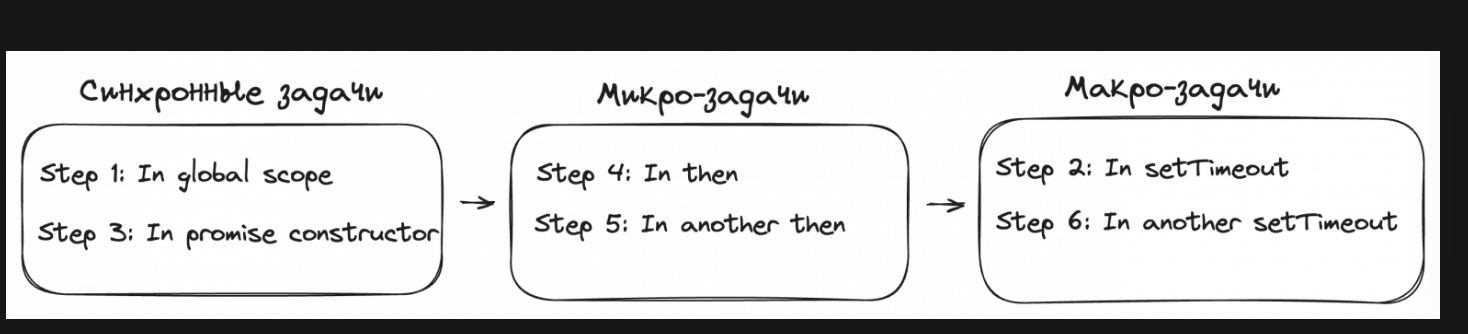 Синхронные задачи
Step 1: In global scope
Step 3: In promise constructor
Микро-задачи
Step 4: In then
Step 5: In another then
Макро-задачи
Step 2: In setTimeout
Step 6: In another setTimeout